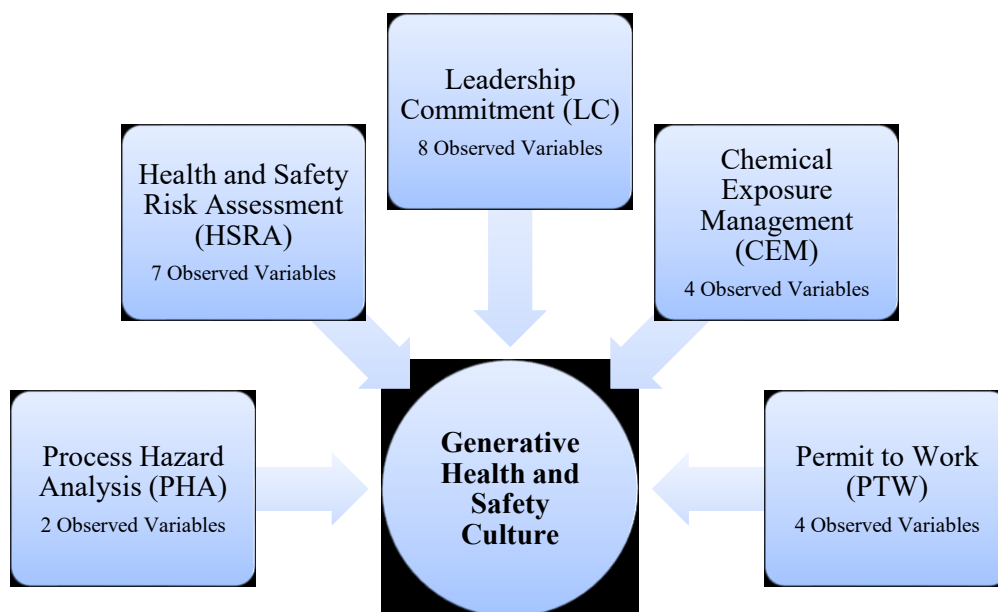 Leadership
Commitment (LC)
8 Observed Variables
Health and Safety
Risk Assessment
(HSRA)
7 Observed Variables
Chemical
Exposure
Management
(CEM)
4 Observed Variables
Process Hazard
Analysis (PHA)
2 Observed Variables
Generative
Health and
Safety
Culture
Permit to Work
(PTW)
4 Observed Variables